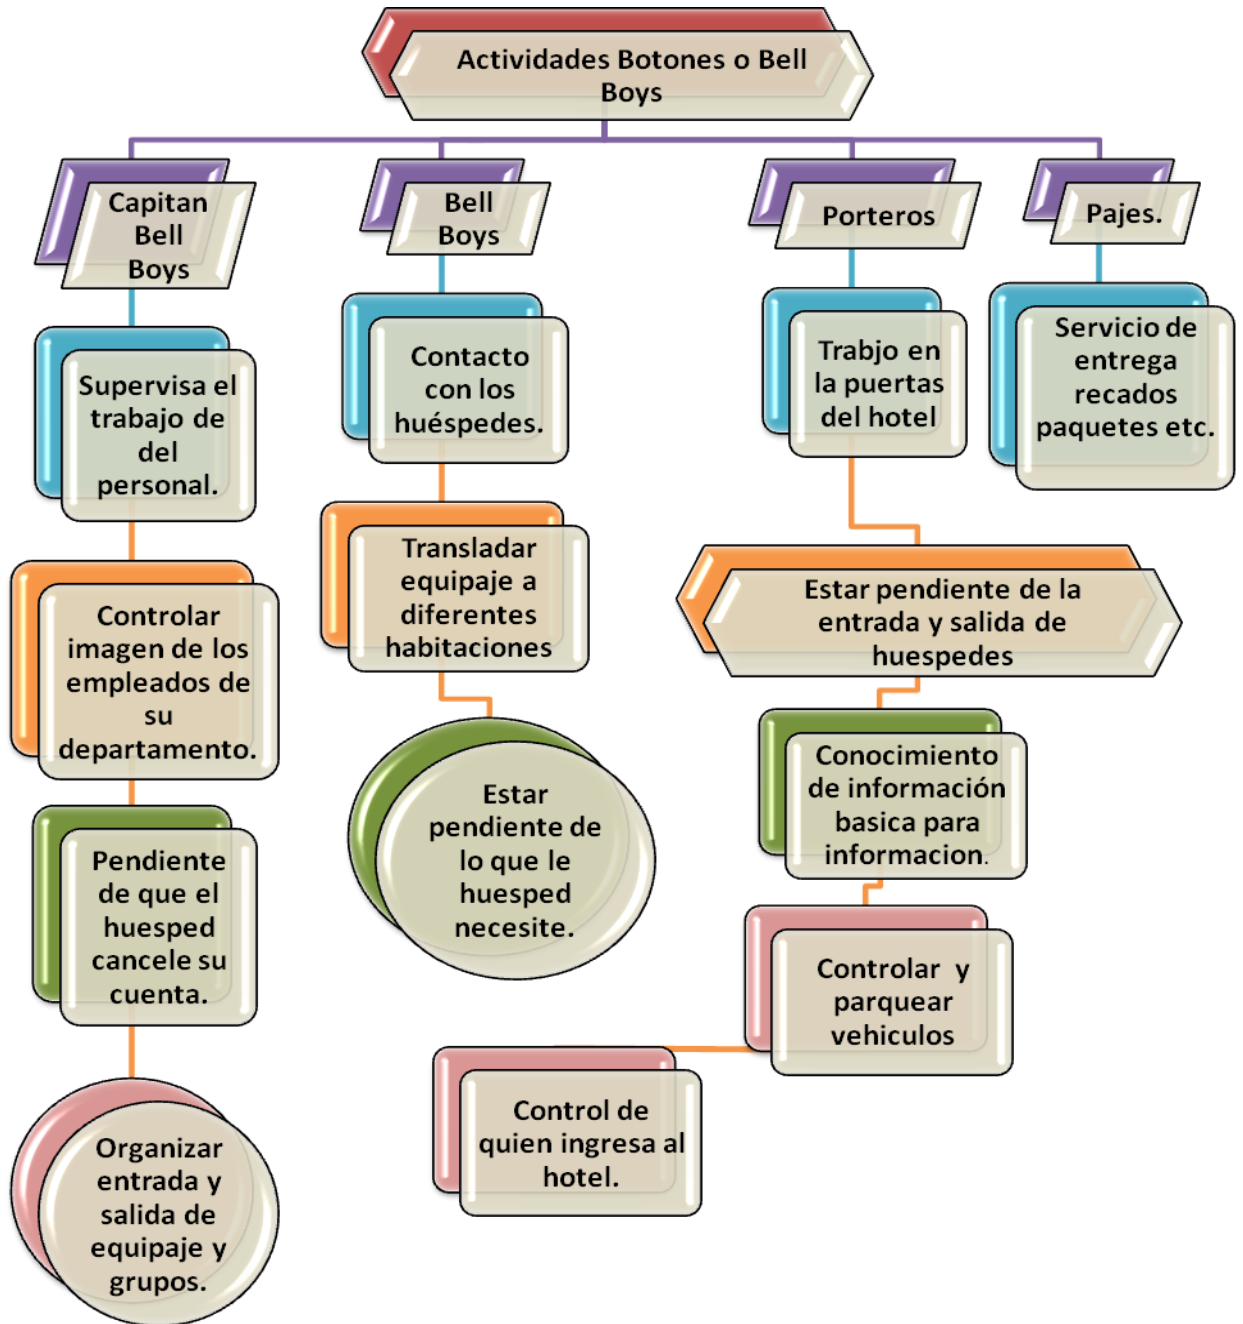 Actividades Botones o Bell
Boys
Capitan
Bell
Boys
Supervisa el
trabajo de
del
personal.
Controlar
imagen de los
empleados de
su
departamento.
Pendiente
de que el
huesped
cancele su
cuenta.
Organizar
entrada y
salida de
equipaje y
grupos.
Bell
Boys
Contacto
con los
huéspedes.
Transladar
equipaje a
diferentes
habitaciones
Estar
pendiente de
lo que le
huesped
necesite.
Porteros
Trabjo en
la puertas
del hotel
Estar pendiente de la
entrada y salida de
huespedes
Conocimiento
de información
basica para
informacion.
Controlar y
parquear
vehiculos
Control de
quien ingresa al
hotel.
Pajes.
Servicio de
entrega
recados
paquetes etc.